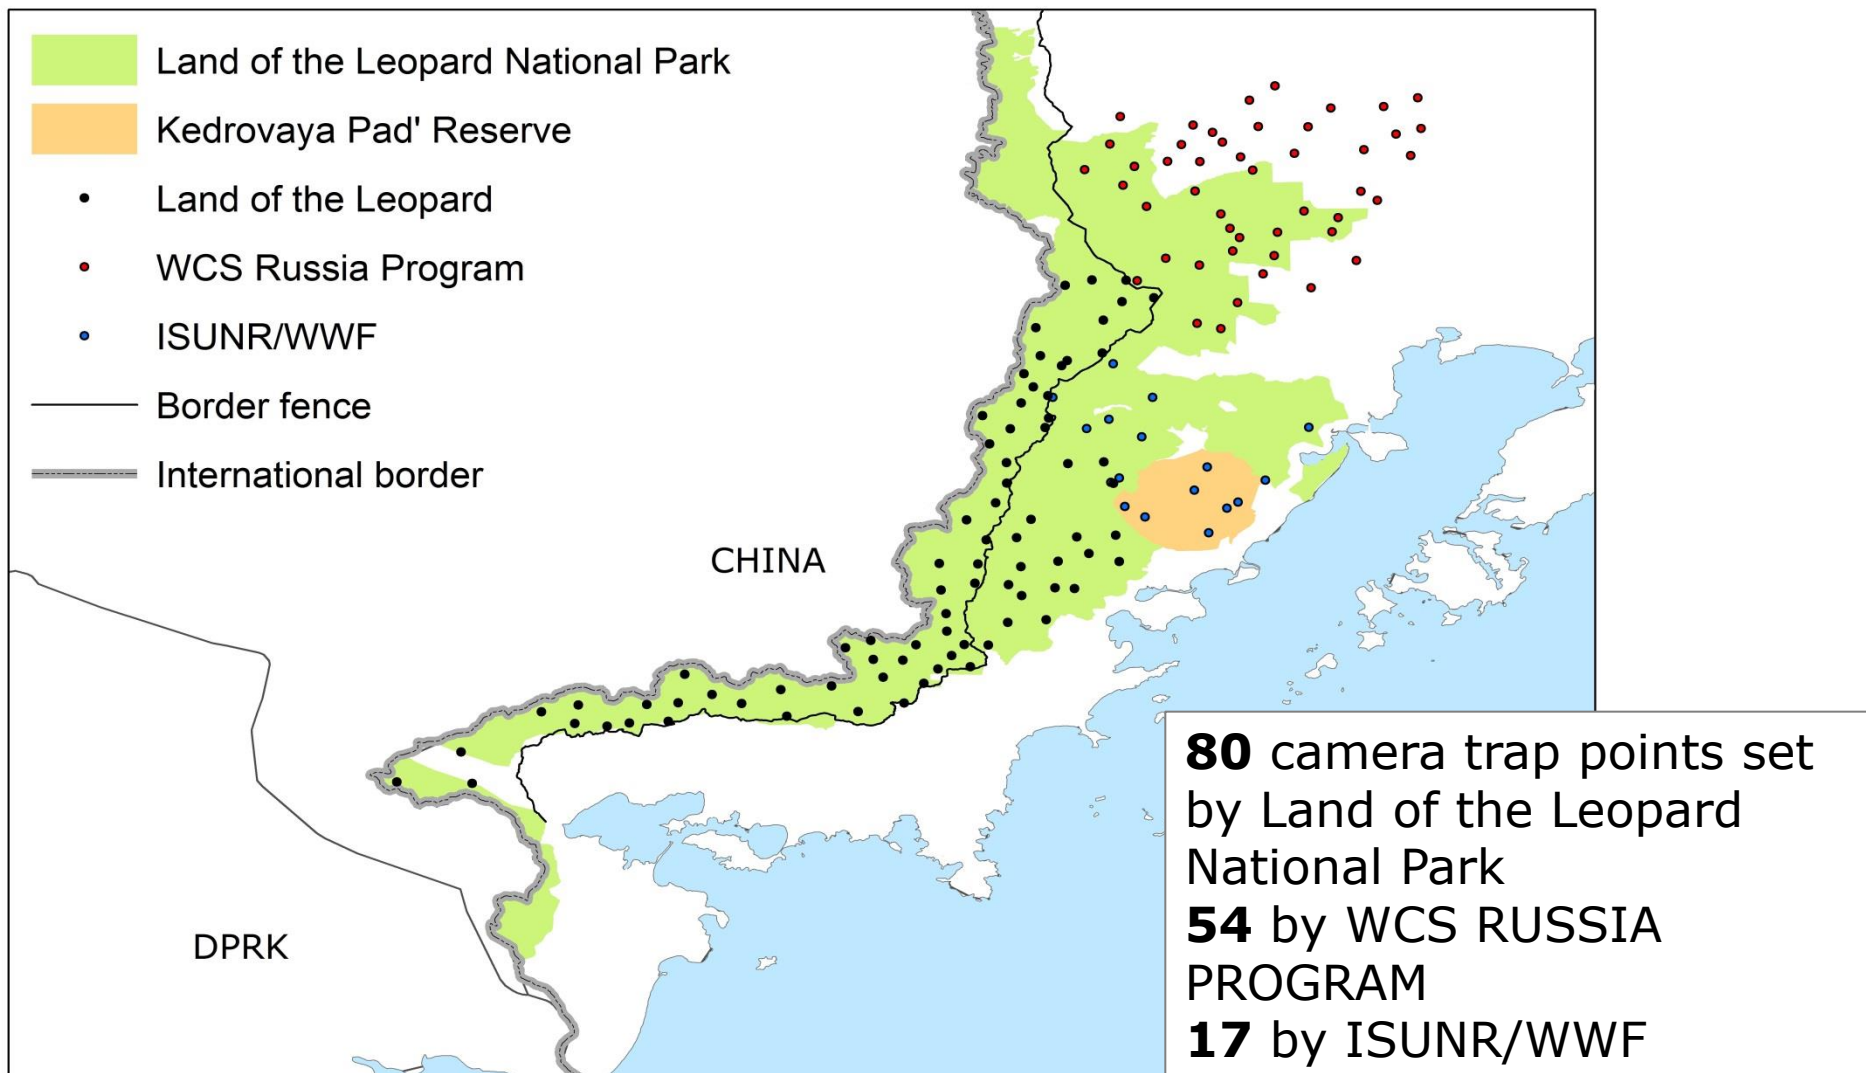 Land of the Leopard National Park
Kedrovaya Pad' Reserve
Land of the Leopard
WCS Russia Program
ISUNR/WWF
Border fence
International border
CHINA
DPRK
80 camera trap points set
by Land of the Leopard
National Park
54 by WCS RUSSIA
PROGRAM
17 by ISUNR/WWF